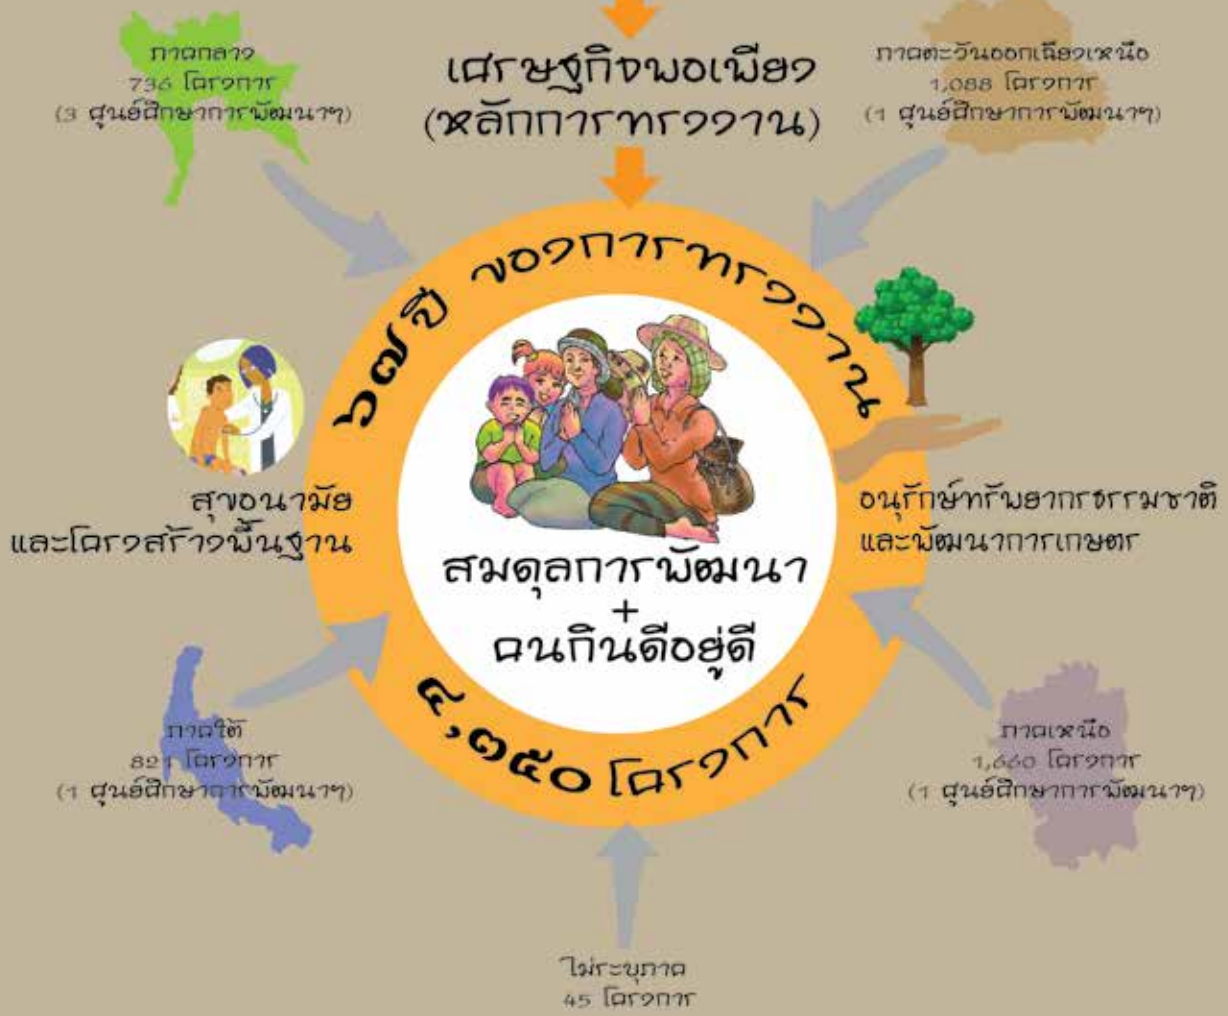 เศรษฐกิจพอเพียง
(หลักการทรงงาน)
ภาคกลาง
736 โครงการ
(3 ศูนย์ศึกษาการพัฒนาฯ)
ภาคตะวันออกเฉียงเหนือ
1,088 โครงการ
(1 ศูนย์ศึกษาการพัฒนาฯ)
๖๗ ปี ของการทรงงาน
สุขอนามัย
และโครงสร้างพื้นฐาน
อนุรักษ์ทรัพยากรธรรมชาติ
และพัฒนาการเกษตร
สมดุลการพัฒนา
+
คนกินดีอยู่ดี
๔,๓๕๐ โครงการ
ภาคใต้
821 โครงการ
(1 ศูนย์ศึกษาการพัฒนาฯ)
ภาคเหนือ
1,660 โครงการ
(1 ศูนย์ศึกษาการพัฒนาฯ)
ไม่ระบุภาค
45 โครงการ